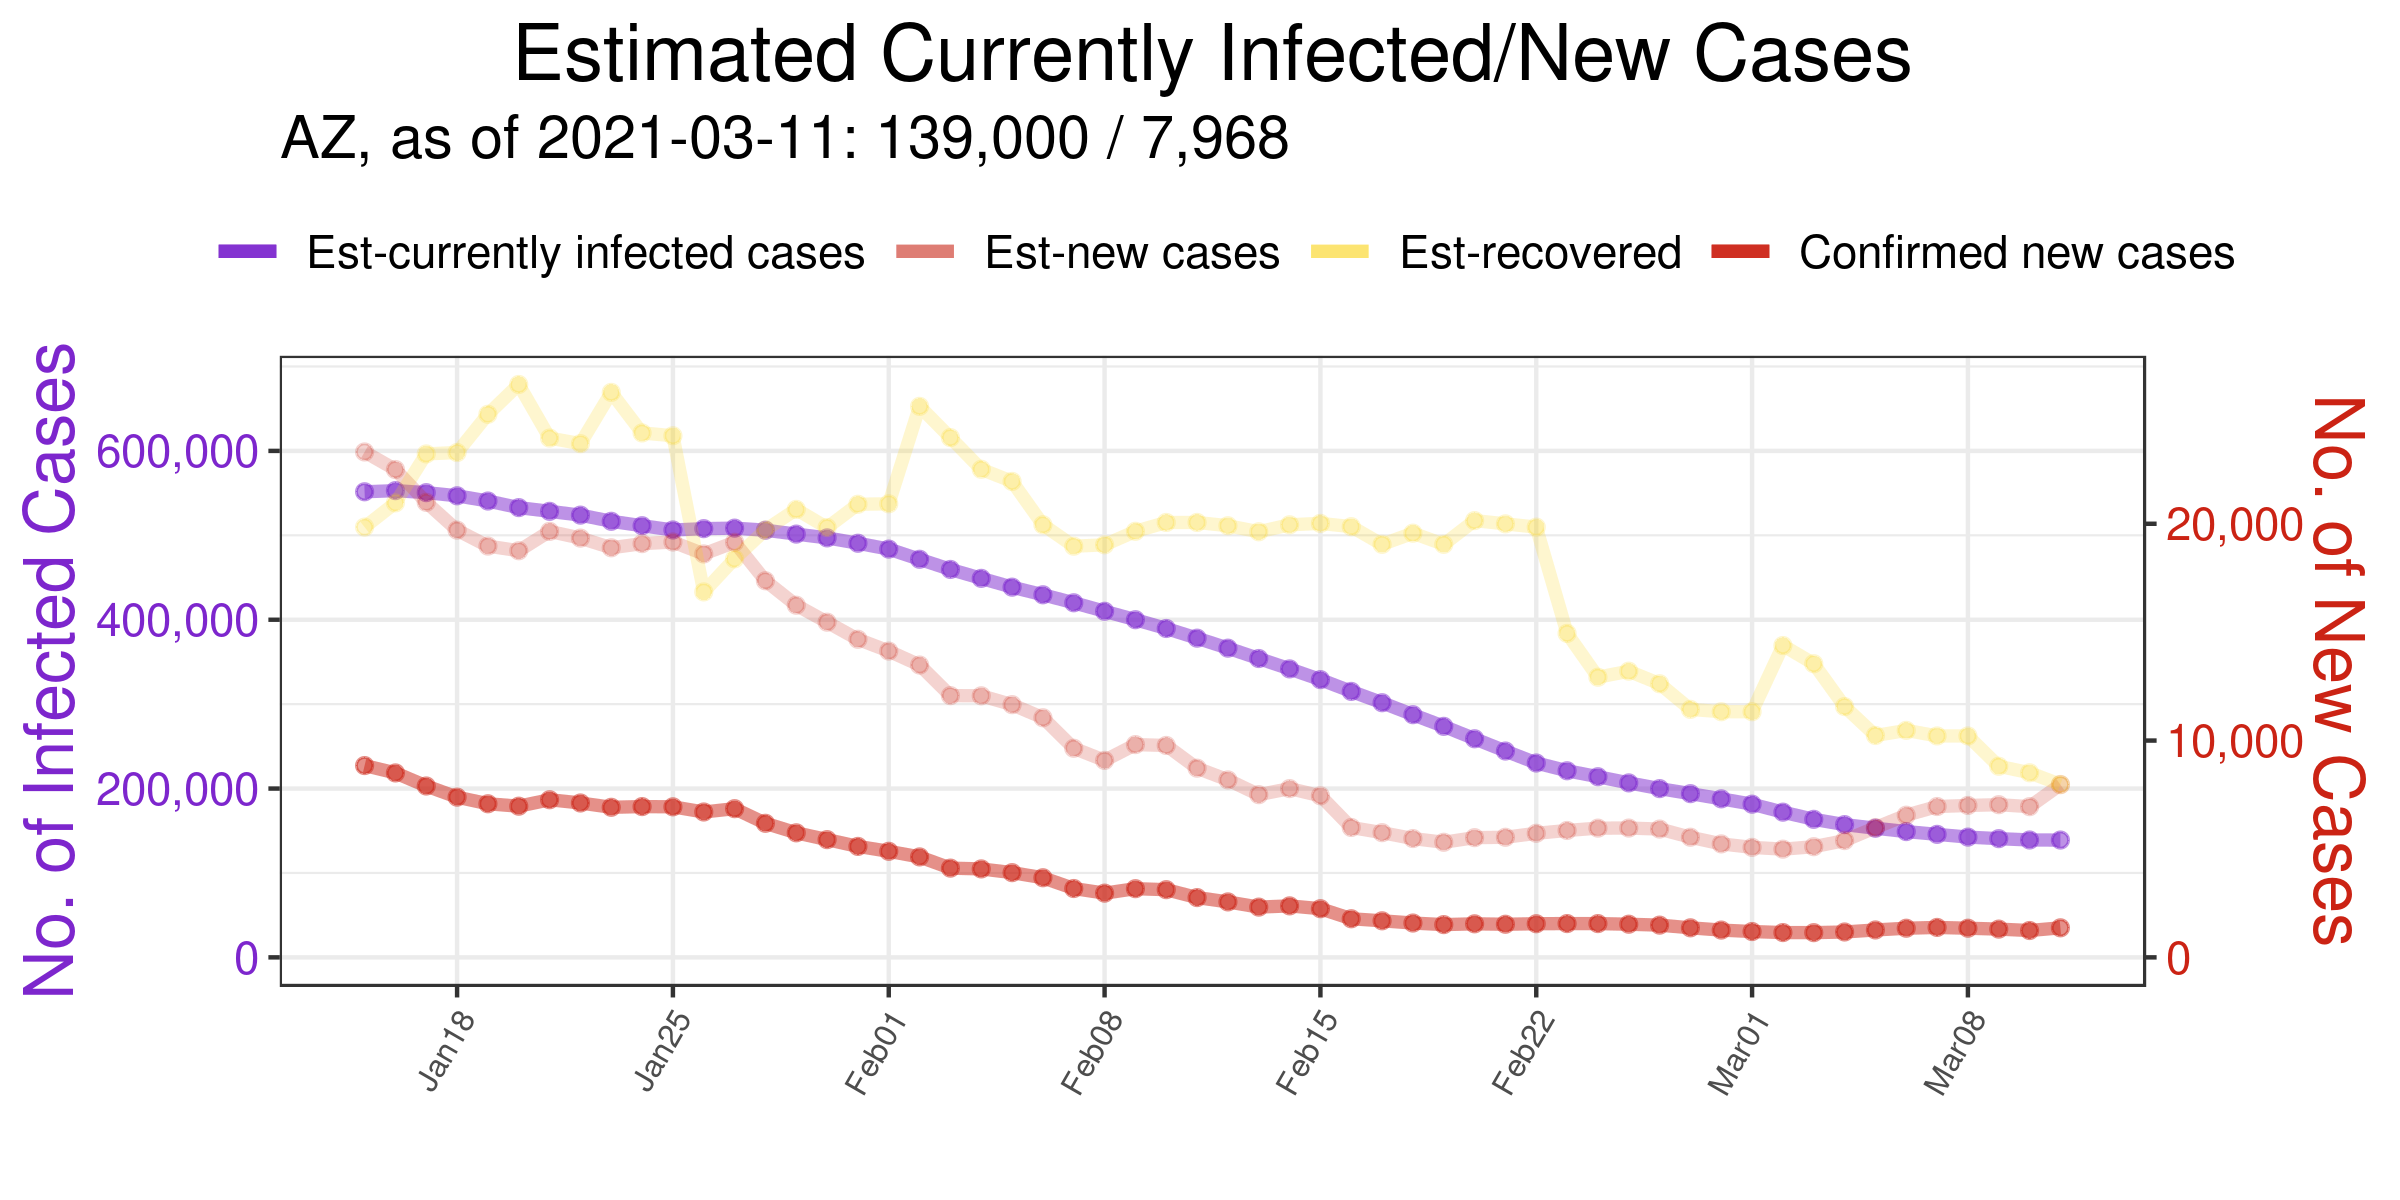 Estimated Currently Infected/New Cases
AZ, as of 2021-03-11: 139,000 / 7,968
Est-currently infected cases Est-new cases Est-recovered Confirmed new cases
No. of Infected Cases
600,000
400,000
200,000
0
20,000
10,000
0
No. of New Cases
Jan18 Jan25 Feb01 Feb08 Feb15 Feb22 Mar01 Mar08